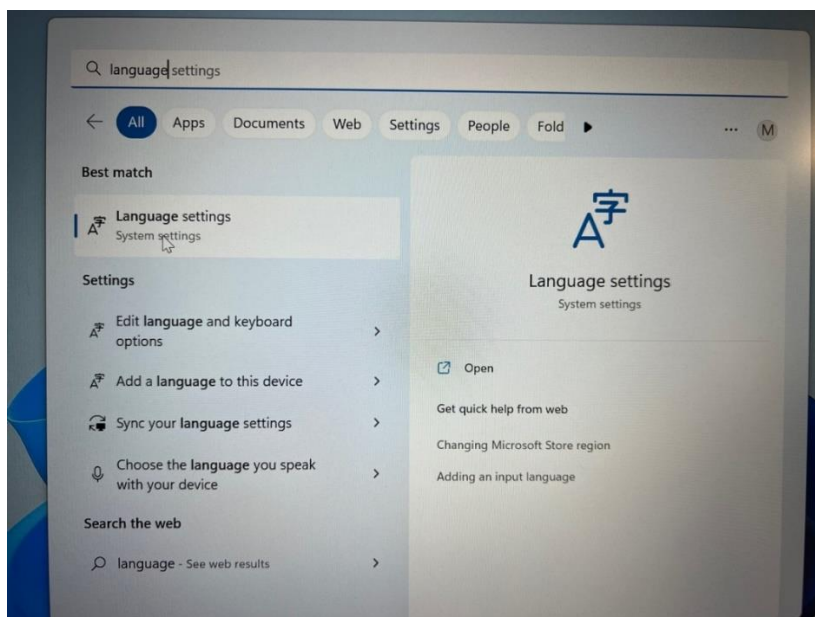 language settings
All Apps Documents Web Settings People Fold ... M
Best match
Language settings
System settings
Settings
Edit language and keyboard
options
Add a language to this device
Sync your language settings
Choose the language you speak
with your device
Search the web
language - See web results
A字
Language settings
System settings
Open
Get quick help from web
Changing Microsoft Store region
Adding an input language